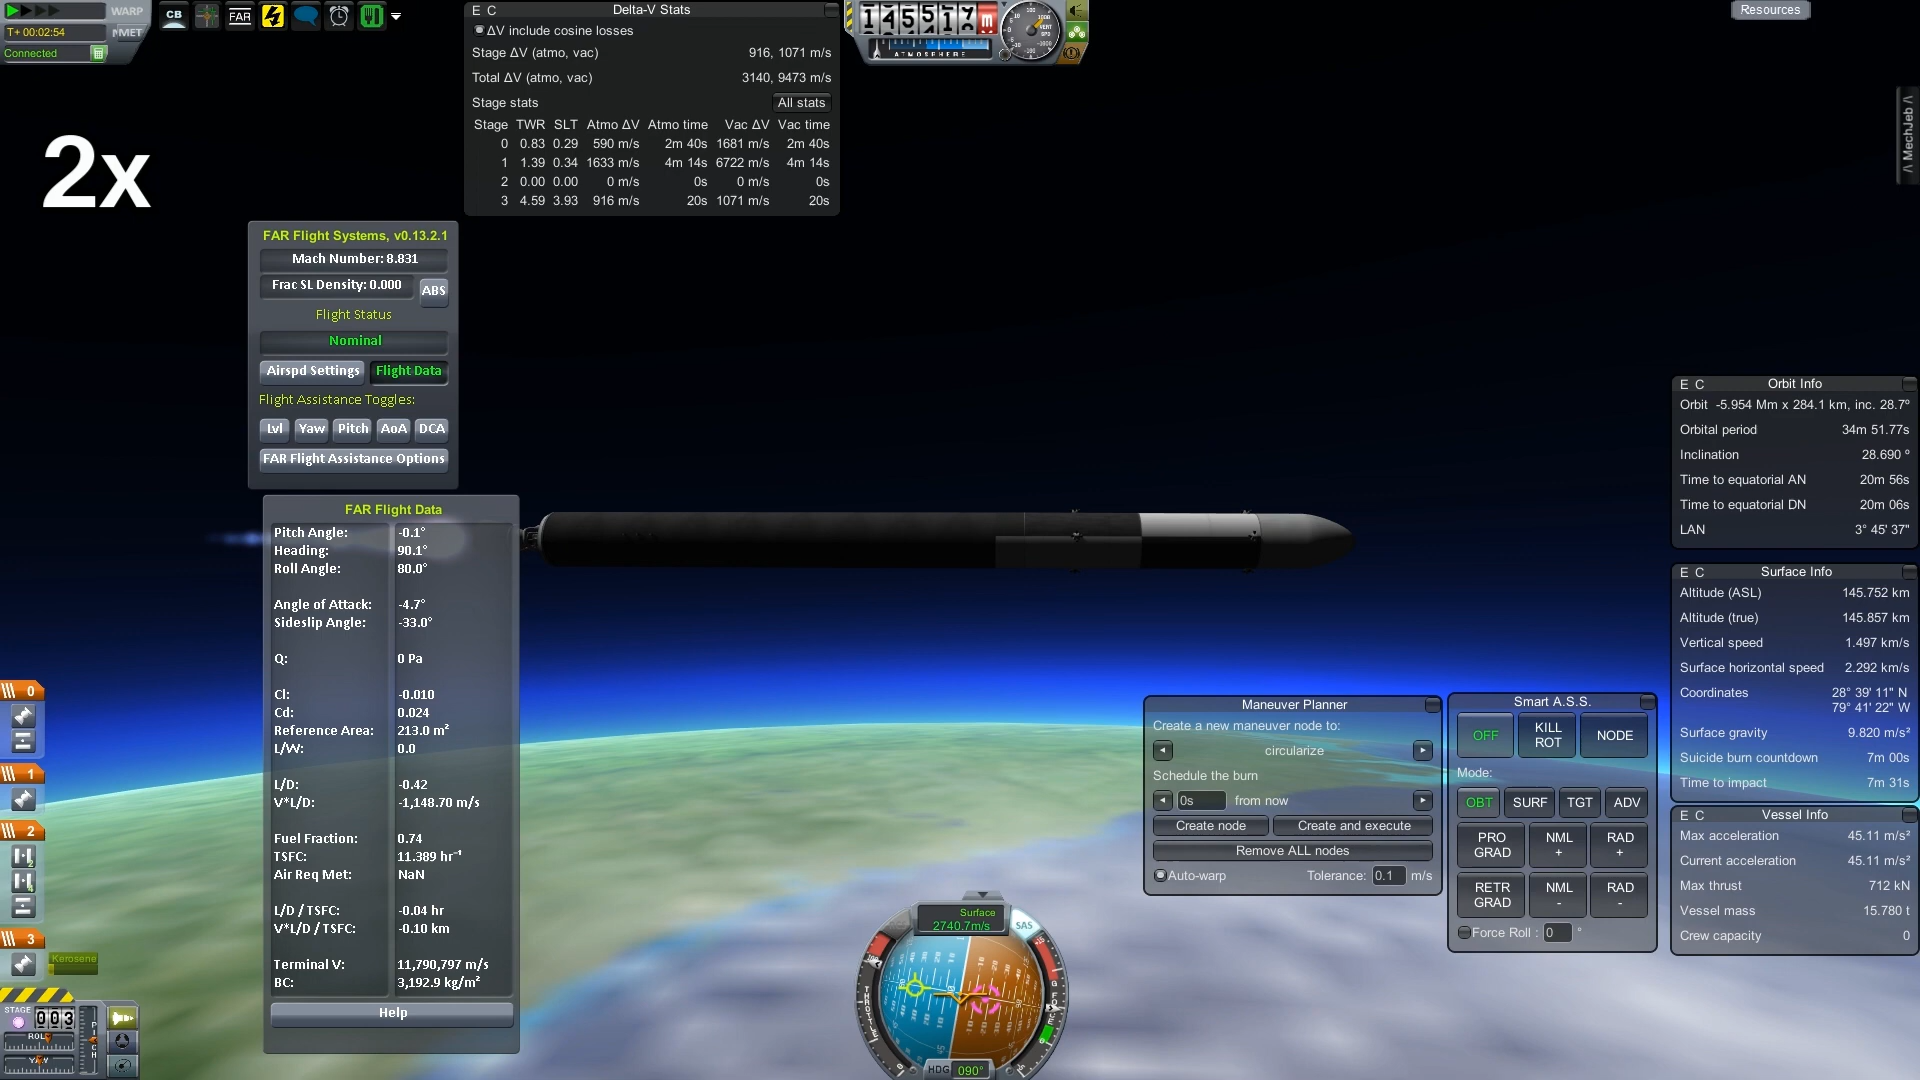 WARP
T+ 00:02:54
MET
Connected
CB
FAR
2x
E C Delta-V Stats
ΔV include cosine losses
Stage ΔV (atmo, vac) 916, 1071 m/s
Total ΔV (atmo, vac) 3140, 9473 m/s
Stage stats All stats
Stage TWR SLT Atmo ΔV Atmo time Vac ΔV Vac time
0 0.83 0.29 590 m/s 2m 40s 1681 m/s 2m 40s
1 1.39 0.34 1633 m/s 4m 14s 6722 m/s 4m 14s
2 0.00 0.00 0 m/s 0s 0 m/s 0s
3 4.59 3.93 916 m/s 20s 1071 m/s 20s
m
ATMOSPHERE
Resources
\/ MechJeb \/
FAR Flight Systems, v0.13.2.1
Mach Number: 8.831
Frac SL Density: 0.000
ABS
Flight Status
Nominal
Airspd Settings Flight Data
Flight Assistance Toggles:
Lvl Yaw Pitch AoA DCA
FAR Flight Assistance Options
FAR Flight Data
Pitch Angle: -0.1°
Heading: 90.1°
Roll Angle: 80.0°
Angle of Attack: -4.7°
Sideslip Angle: -33.0°
Q: 0 Pa
Cl: -0.010
Cd: 0.024
Reference Area: 213.0 m²
L/W: 0.0
L/D: -0.42
V*L/D: -1,148.70 m/s
Fuel Fraction: 0.74
TSFC: 11.389 hr⁻¹
Air Req Met: NaN
L/D / TSFC: -0.04 hr
V*L/D / TSFC: -0.10 km
Terminal V: 11,790,797 m/s
BC: 3,192.9 kg/m²
Help
E C Orbit Info
Orbit -5.954 Mm x 284.1 km, inc. 28.7º
Orbital period 34m 51.77s
Inclination 28.690 º
Time to equatorial AN 20m 56s
Time to equatorial DN 20m 06s
LAN 3° 45' 37"
E C Surface Info
Altitude (ASL) 145.752 km
Altitude (true) 145.857 km
Vertical speed 1.497 km/s
Surface horizontal speed 2.292 km/s
Coordinates 28° 39' 11" N
79° 41' 22" W
Surface gravity 9.820 m/s²
Suicide burn countdown 7m 00s
Time to impact 7m 31s
E C Vessel Info
Max acceleration 45.11 m/s²
Current acceleration 45.11 m/s²
Max thrust 712 kN
Vessel mass 15.780 t
Crew capacity 0
Maneuver Planner
Create a new maneuver node to:
circularize
Schedule the burn
0s from now
Create node Create and execute
Remove ALL nodes
Auto-warp Tolerance: 0.1 m/s
Smart A.S.S.
OFF KILL ROT NODE
Mode:
OBT SURF TGT ADV
PRO GRAD NML + RAD +
RETR GRAD NML - RAD -
Force Roll : 0 °
0
1
2
3
Kerosene
STAGE 003
ROLL
YAW
PITCH
Surface
2740.7m/s
SAS
THROTTLE
HDG 090°